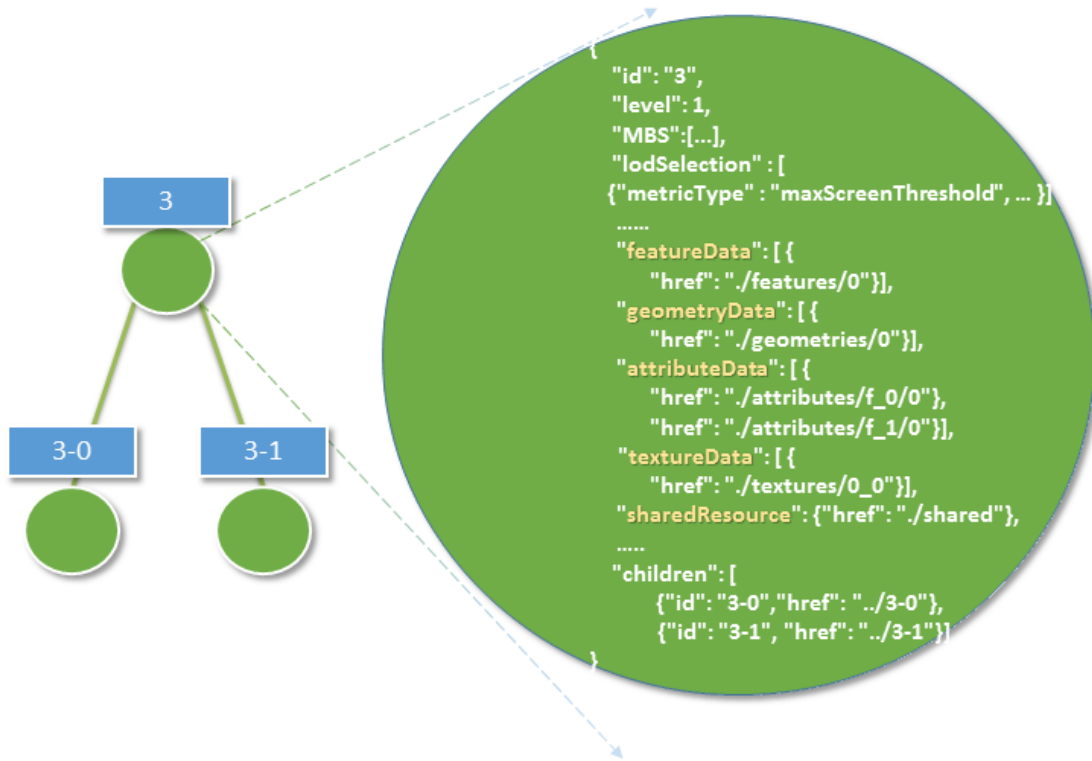 3
3-0
3-1
{
"id": "3",
"level": 1,
"MBS":[...],
"lodSelection" : [
{"metricType" : "maxScreenThreshold", ... }]
......
"featureData": [ {
"href": "./features/0"}],
"geometryData": [ {
"href": "./geometries/0"}],
"attributeData": [ {
"href": "./attributes/f_0/0"},
"href": "./attributes/f_1/0"}],
"textureData": [ {
"href": "./textures/0_0"}],
"sharedResource": {"href": "./shared"},
.....
"children": [
{"id": "3-0","href": "../3-0"},
{"id": "3-1", "href": "../3-1"}]
}